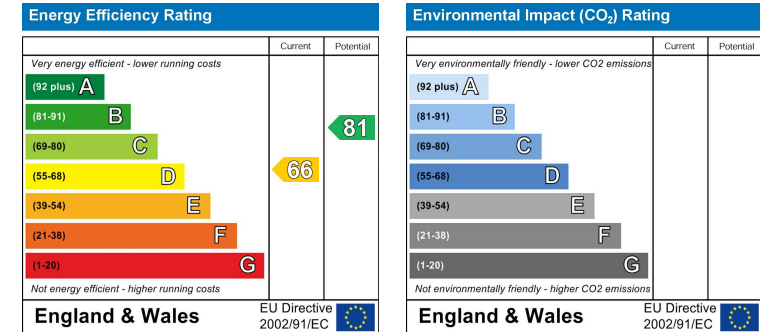 Energy Efficiency Rating
Current Potential
Very energy efficient - lower running costs
(92 plus) A
(81-91) B
81
(69-80) C
(55-68) D
66
(39-54) E
(21-38) F
(1-20) G
Not energy efficient - higher running costs
England & Wales
EU Directive
2002/91/EC
Environmental Impact (CO₂) Rating
Current Potential
Very environmentally friendly - lower CO2 emissions
(92 plus) A
(81-91) B
(69-80) C
(55-68) D
(39-54) E
(21-38) F
(1-20) G
Not environmentally friendly - higher CO2 emissions
England & Wales
EU Directive
2002/91/EC